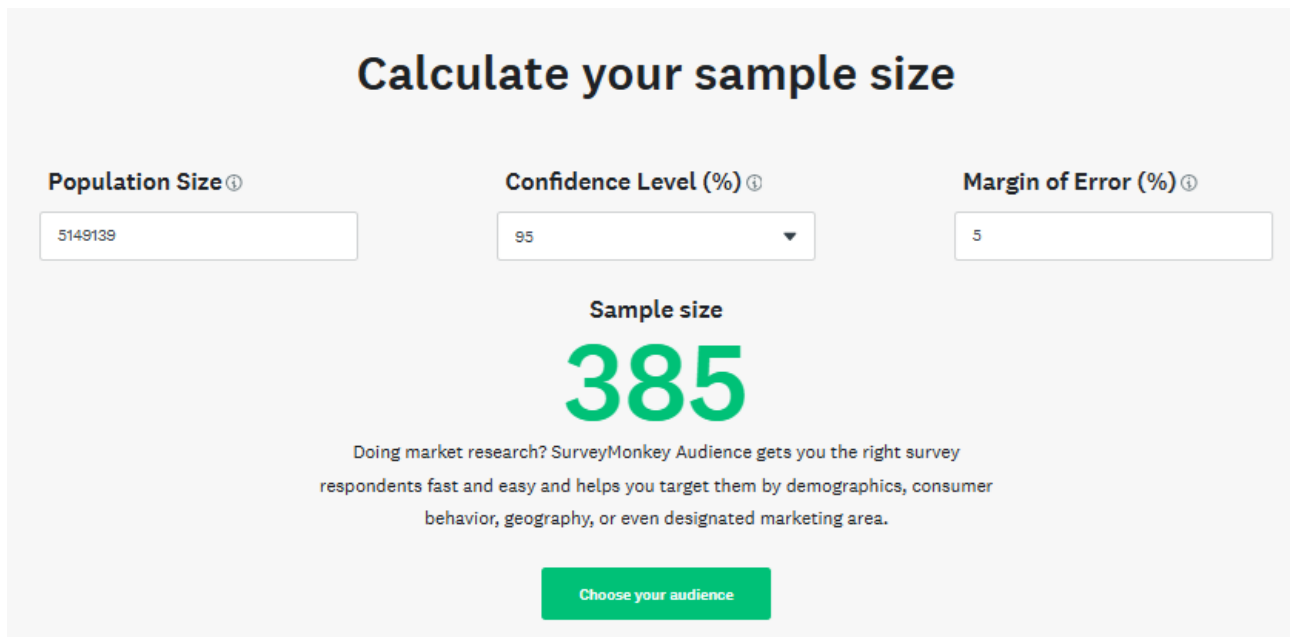 Calculate your sample size
Population Size
Confidence Level (%)
Margin of Error (%)
5149139
95
5
Sample size
385
Doing market research? SurveyMonkey Audience gets you the right survey
respondents fast and easy and helps you target them by demographics, consumer
behavior, geography, or even designated marketing area.
Choose your audience